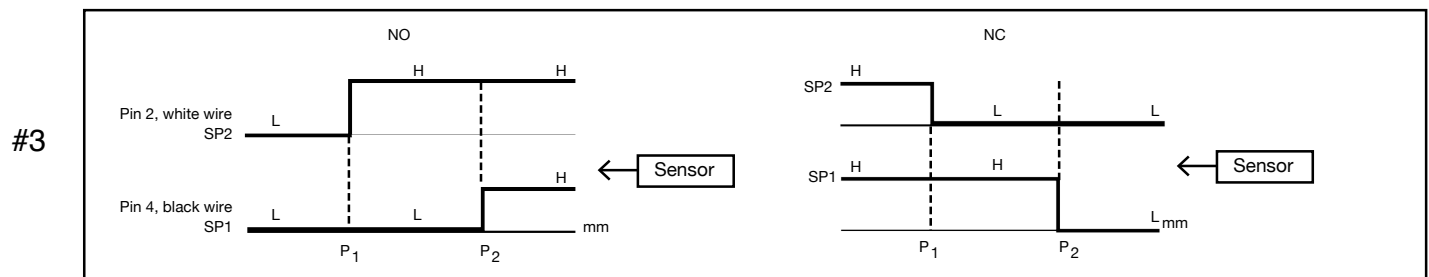 #3
NO
Pin 2, white wire
SP2
L
H
H
Pin 4, black wire
SP1
L
L
H
mm
P1
P2
Sensor
NC
SP2
H
L
L
SP1
H
H
L
mm
P1
P2
Sensor